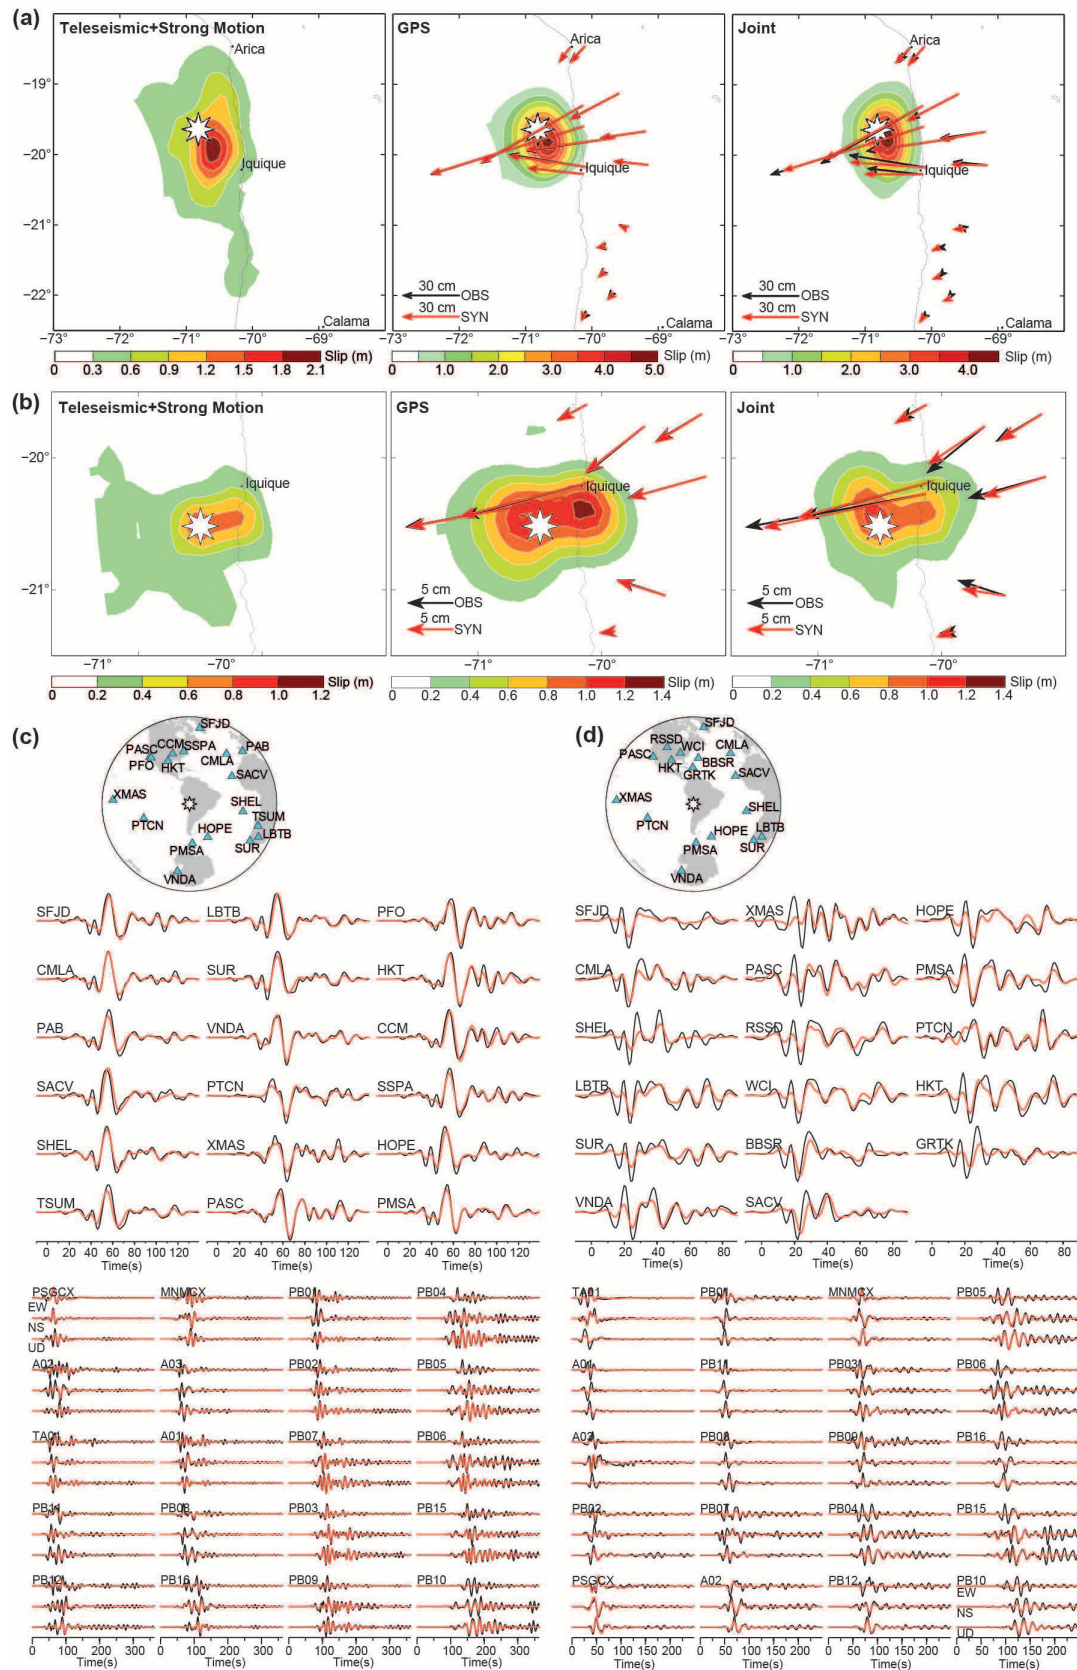 (a)
Teleseismic+Strong Motion
GPS
Joint
Arica
Arica
Arica
−19°
−20°
−21°
−22°
Iquique
Iquique
Iquique
30 cm
OBS
30 cm
SYN
30 cm
OBS
30 cm
SYN
Calama
Calama
Calama
−73 −72° −71° −70° −69°
−73° −72° −71° −70° −69°
−73° −72° −71° −70° −69°
Slip (m)
0 0.3 0.6 0.9 1.2 1.5 1.8 2.1
Slip (m)
0 1.0 2.0 3.0 4.0 5.0
Slip (m)
0 1.0 2.0 3.0 4.0
(b)
Teleseismic+Strong Motion
GPS
Joint
−20°
−21°
Iquique
Iquique
Iquique
5 cm
OBS
5 cm
SYN
5 cm
OBS
5 cm
SYN
−71° −70°
−71° −70°
−71° −70°
Slip (m)
0 0.2 0.4 0.6 0.8 1.0 1.2
Slip (m)
0 0.2 0.4 0.6 0.8 1.0 1.2 1.4
Slip (m)
0 0.2 0.4 0.6 0.8 1.0 1.2 1.4
(c)
SFJD
PASC CCM SSPA PAB
PFO HKT CMLA
SACV
XMAS SHEL
PTCN HOPE TSUM
LBTB
PMSA SUR
VNDA
SFJD LBTB PFO
CMLA SUR HKT
PAB VNDA CCM
SACV PTCN SSPA
SHEL XMAS HOPE
TSUM PASC PMSA
0 20 40 60 80 100 120
0 20 40 60 80 100 120
0 20 40 60 80 100 120
Time(s) Time(s) Time(s)
PSGCX MNMCX PB01 PB04
EW
NS
UD
A02 A03 PB02 PB05
TA01 A01 PB07 PB06
PB11 PB08 PB03 PB15
PB12 PB16 PB09 PB10
0 100 200 300
0 100 200 300
0 100 200 300
0 100 200 300
Time(s) Time(s) Time(s) Time(s)
(d)
SFJD
RSSD WCI CMLA
PASC BBSR
HKT GRTK SACV
XMAS SHEL
PTCN HOPE LBTB
PMSA SUR
VNDA
SFJD XMAS HOPE
CMLA PASC PMSA
SHEL RSSD PTCN
LBTB WCI HKT
SUR BBSR GRTK
VNDA SACV
0 20 40 60 80
0 20 40 60 80
0 20 40 60 80
Time(s) Time(s) Time(s)
TA01 PB01 MNMCX PB05
A01 PB11 PB03 PB06
A03 PB08 PB09 PB16
PB02 PB07 PB04 PB15
PSGCX A02 PB12 PB10
EW
NS
UD
0 50 100 150 200
0 50 100 150 200
0 50 100 150 200
0 50 100 150 200
Time(s) Time(s) Time(s) Time(s)